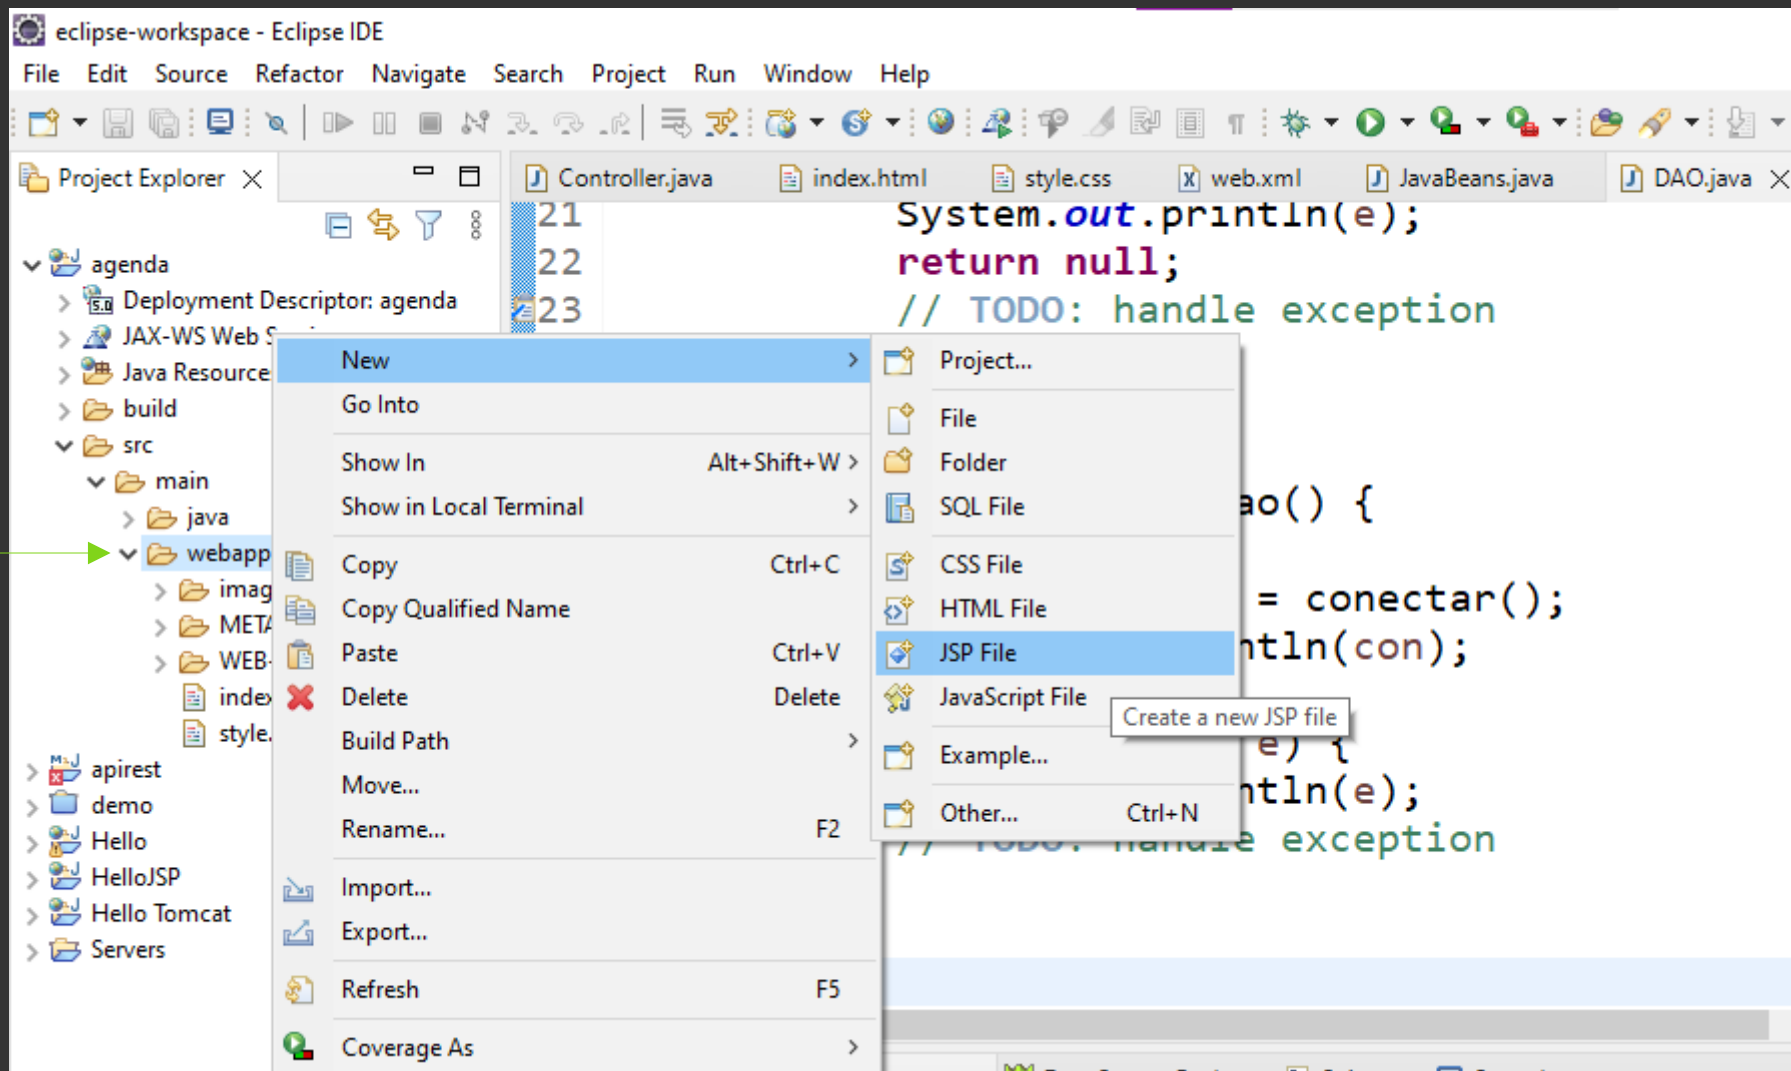 eclipse-workspace - Eclipse IDE
File Edit Source Refactor Navigate Search Project Run Window Help
Project Explorer
Controller.java index.html style.css web.xml JavaBeans.java DAO.java
agenda
Deployment Descriptor: agenda
JAX-WS Web
Java Resource
build
src
main
java
webapp
imag
META
WEB-
index
style.
apirest
demo
Hello
HelloJSP
Hello Tomcat
Servers
New
Go Into
Show In Alt+Shift+W
Show in Local Terminal
Copy Ctrl+C
Copy Qualified Name
Paste Ctrl+V
Delete Delete
Build Path
Move...
Rename... F2
Import...
Export...
Refresh F5
Coverage As
Project...
File
Folder
SQL File
CSS File
HTML File
JSP File
JavaScript File
Example...
Other... Ctrl+N
Create a new JSP file
21 System.out.println(e);
22 return null;
23 // TODO: handle exception
ao() {
= conectar();
ntln(con);
e) {
ntln(e);
// TODO: handle exception